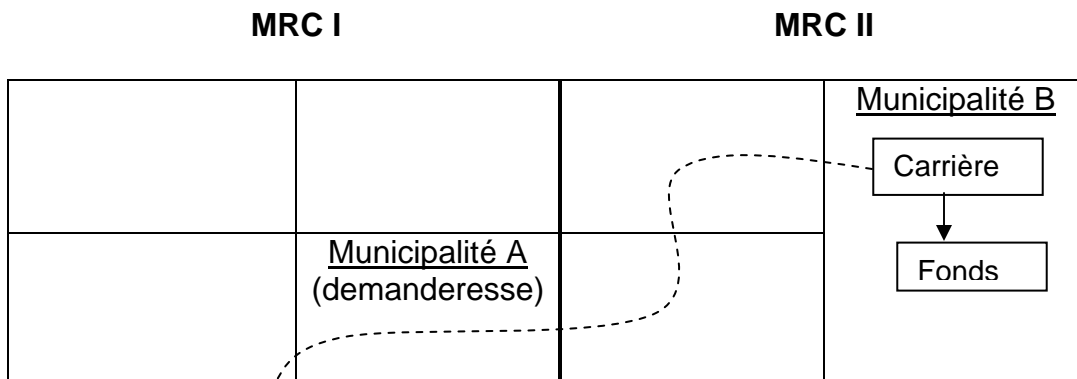 MRC I
MRC II
Municipalité B
Carrière
Municipalité A
(demanderesse)
Fonds